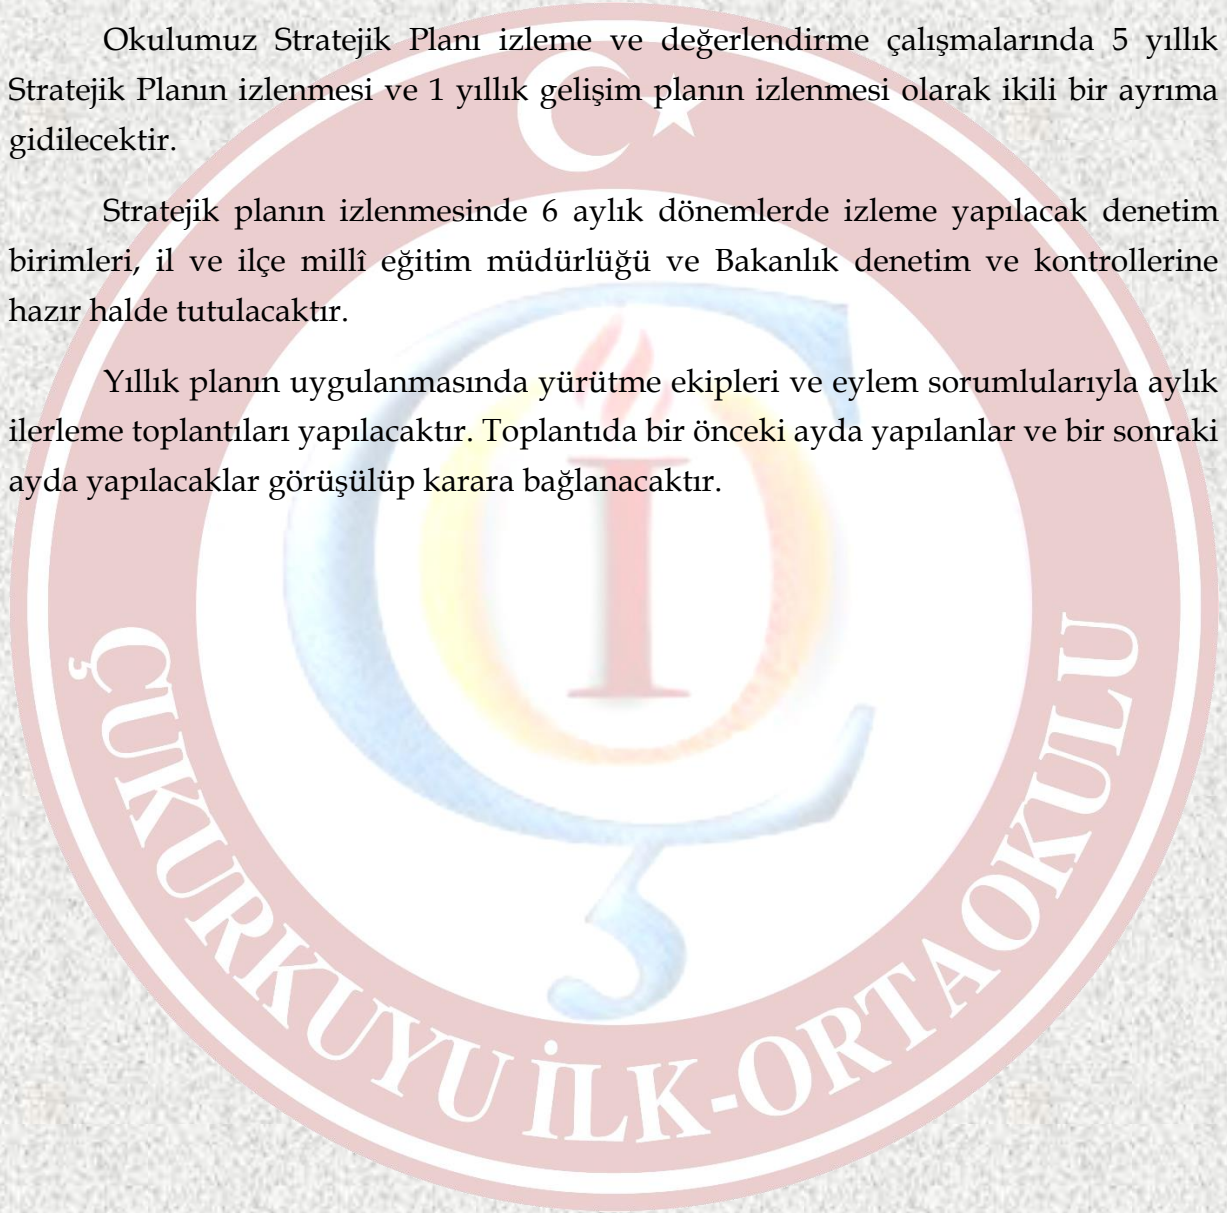 Okulumuz Stratejik Planı izleme ve değerlendirme çalışmalarında 5 yıllık
Stratejik Planın izlenmesi ve 1 yıllık gelişim planın izlenmesi olarak ikili bir ayrıma
gidilecektir.
Stratejik planın izlenmesinde 6 aylık dönemlerde izleme yapılacak denetim
birimleri, il ve ilçe millî eğitim müdürlüğü ve Bakanlık denetim ve kontrollerine
hazır halde tutulacaktır.
Yıllık planın uygulanmasında yürütme ekipleri ve eylem sorumlularıyla aylık
ilerleme toplantıları yapılacaktır. Toplantıda bir önceki ayda yapılanlar ve bir sonraki
ayda yapılacaklar görüşülüp karara bağlanacaktır.
ÇOI
ÇUKURKUYU İLK-ORTAOKULU